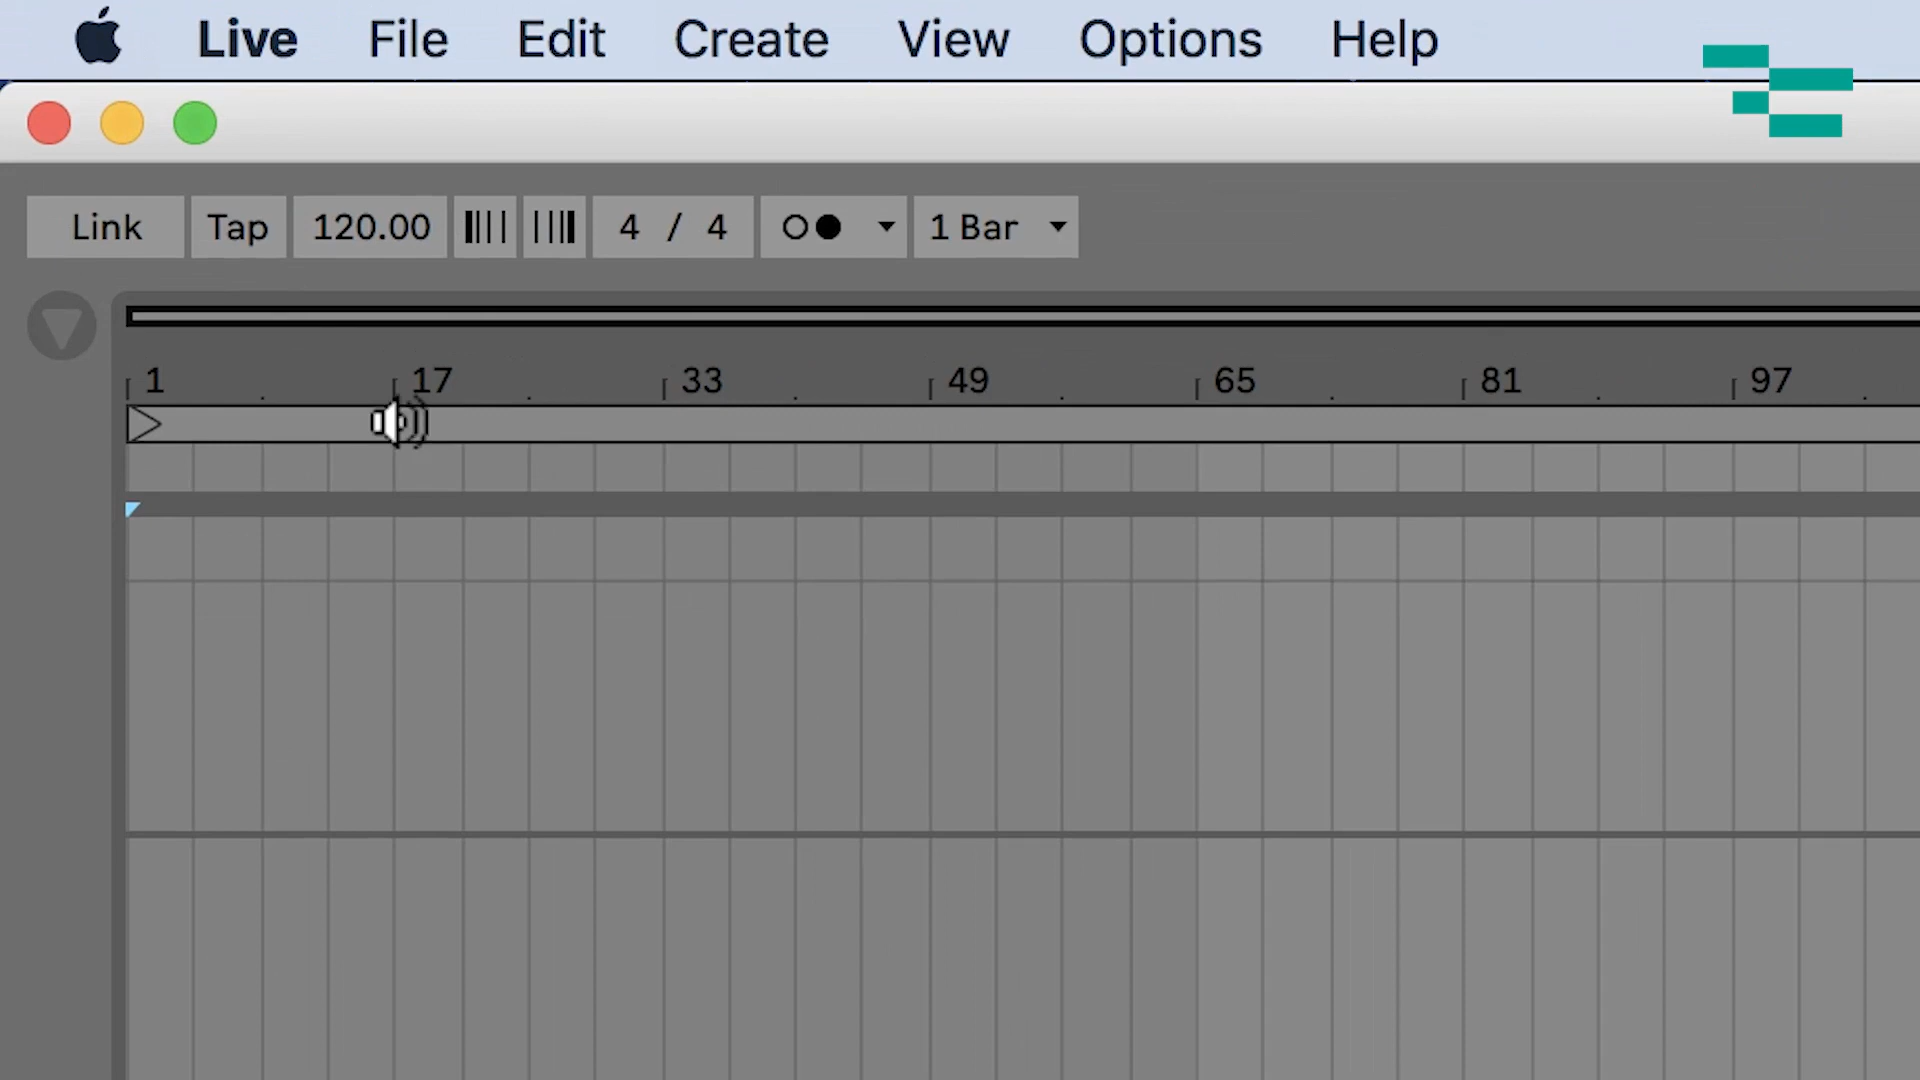 Live File Edit Create View Options Help
Link Tap 120.00 4 / 4 1 Bar
1 17 33 49 65 81 97